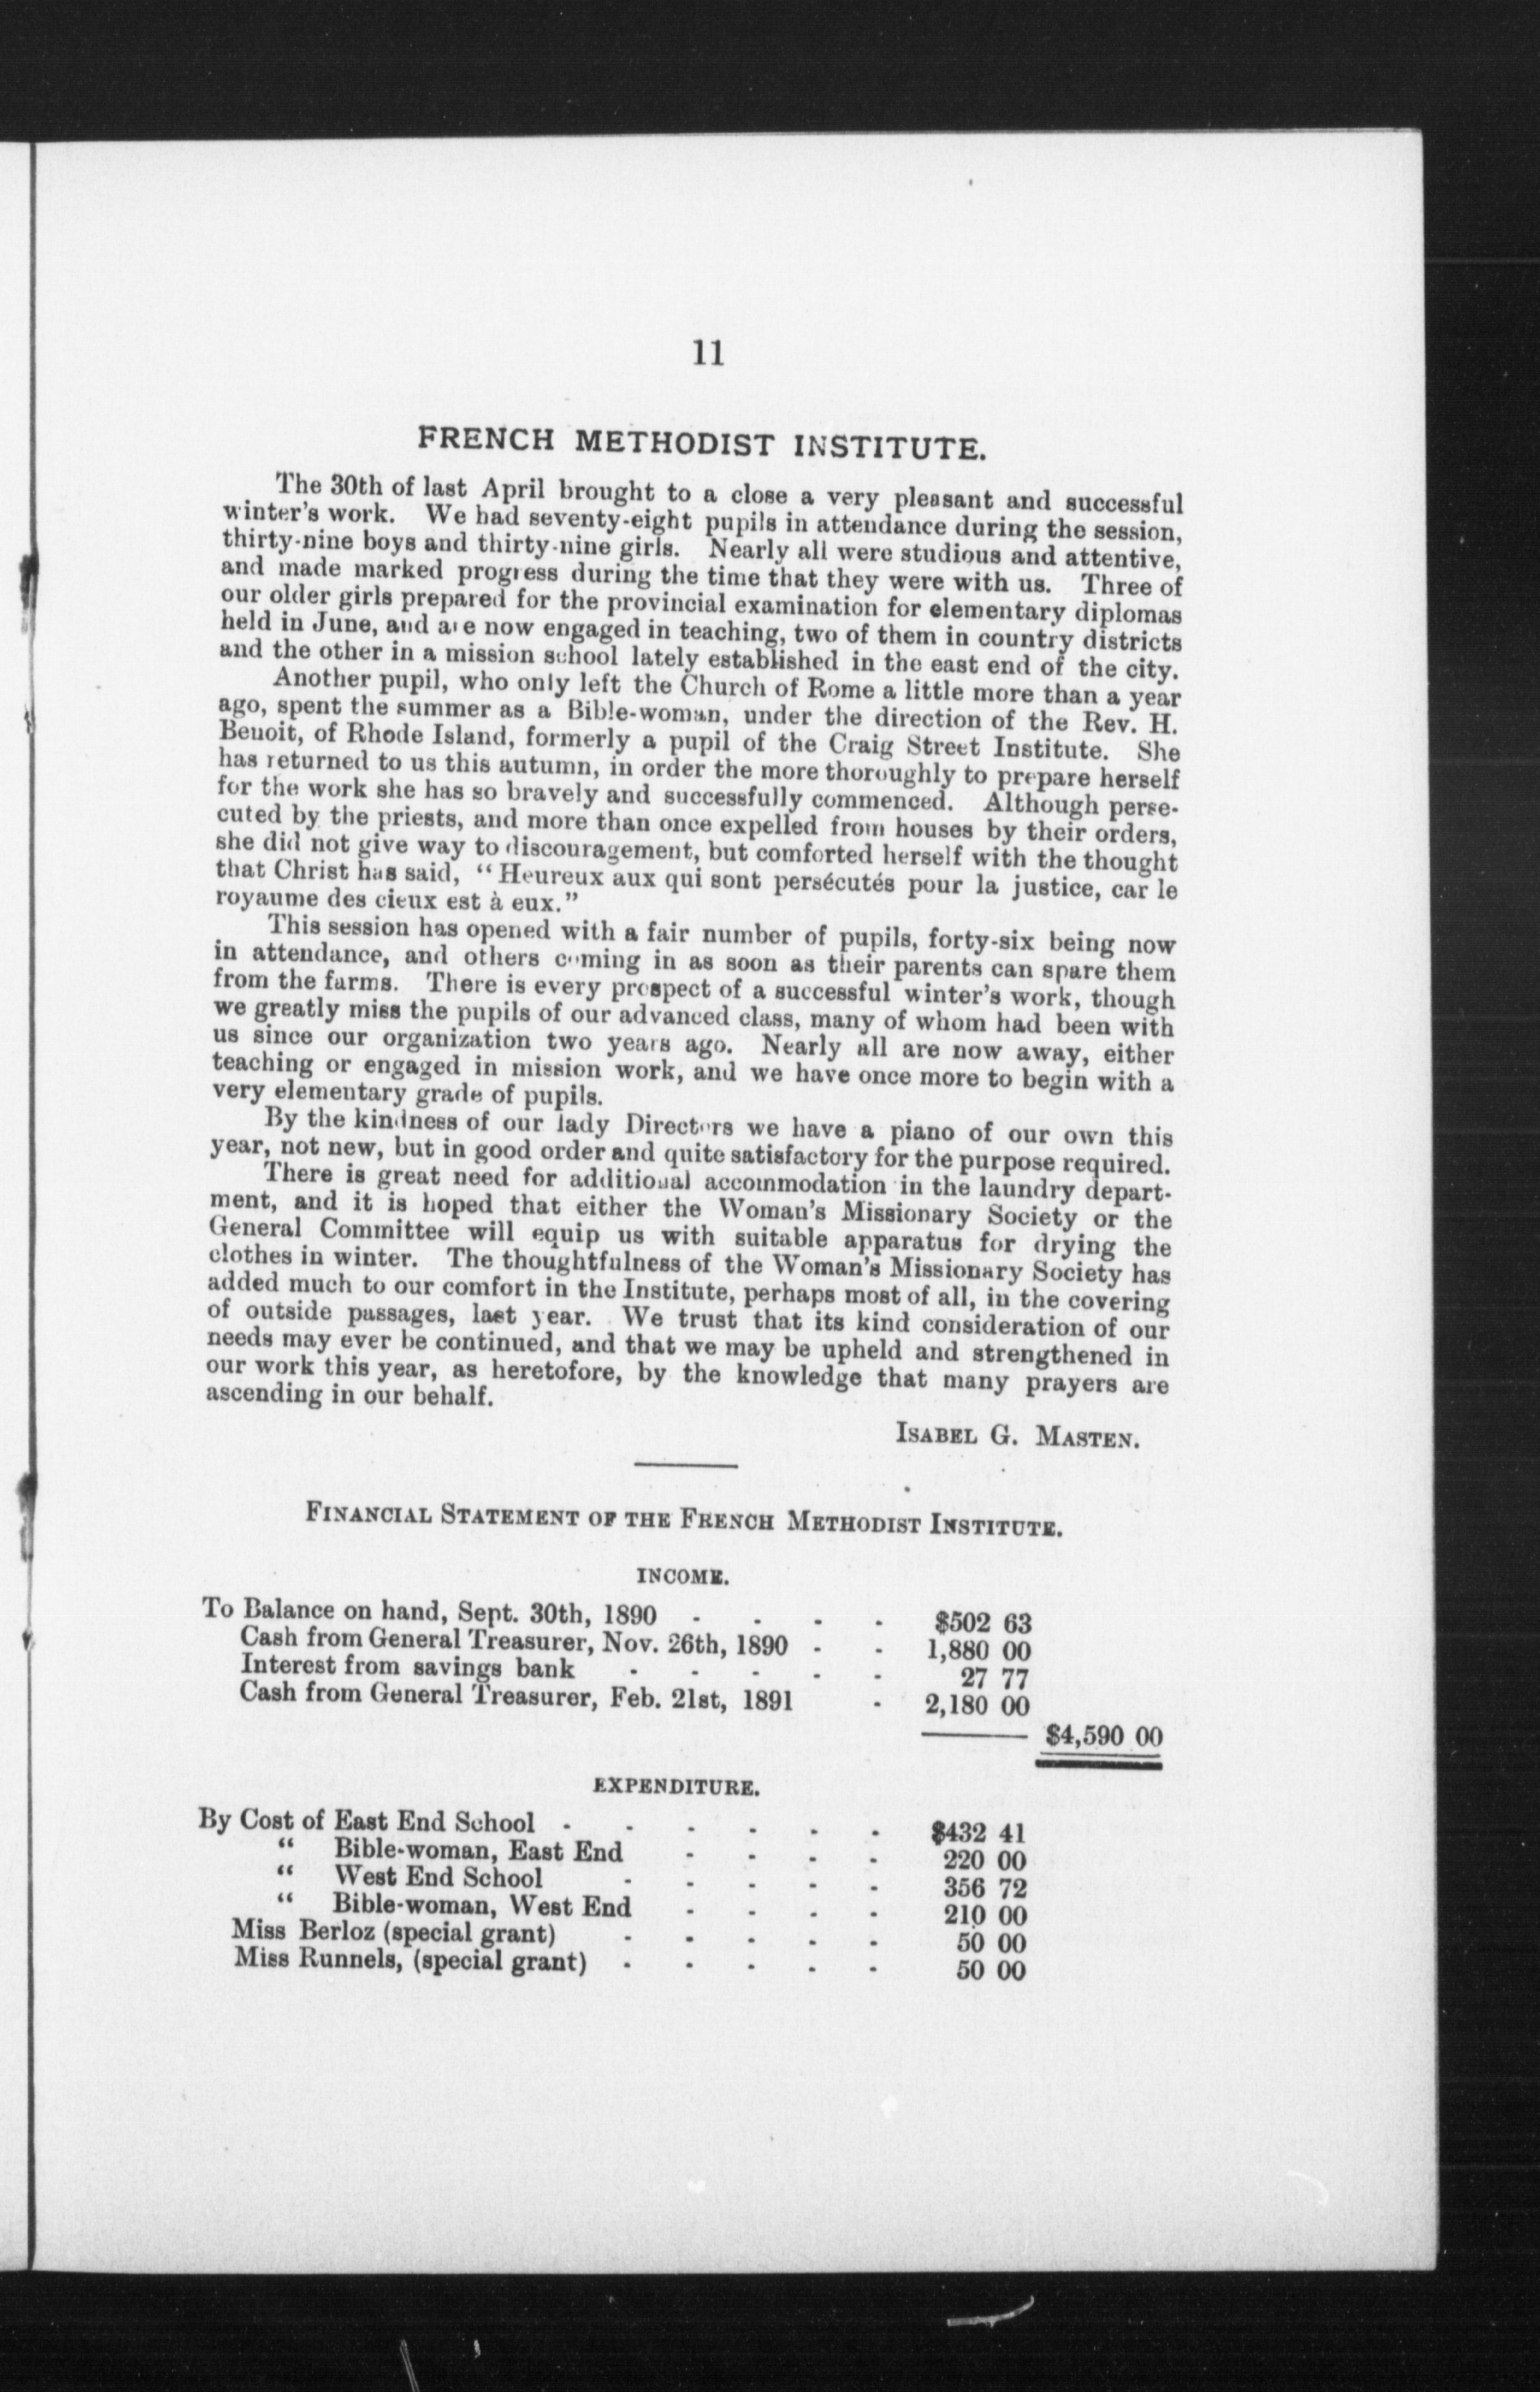 11
FRENCH METHODIST INSTITUTE.
The 30th of last April brought to a close a very pleasant and successful
winter's work. We had seventy-eight pupils in attendance during the session,
thirty-nine boys and thirty-nine girls. Nearly all were studious and attentive,
and made marked progress during the time that they were with us. Three of
our older girls prepared for the provincial examination for elementary diplomas
held in June, and are now engaged in teaching, two of them in country districts
and the other in a mission school lately established in the east end of the city.
Another pupil, who only left the Church of Rome a little more than a year
ago, spent the summer as a Bible-woman, under the direction of the Rev. H.
Benoit, of Rhode Island, formerly a pupil of the Craig Street Institute. She
has returned to us this autumn, in order the more thoroughly to prepare herself
for the work she has so bravely and successfully commenced. Although perse-
cuted by the priests, and more than once expelled from houses by their orders,
she did not give way to discouragement, but comforted herself with the thought
that Christ has said, "Heureux aux qui sont persécutés pour la justice, car le
royaume des cieux est à eux."
This session has opened with a fair number of pupils, forty-six being now
in attendance, and others coming in as soon as their parents can spare them
from the farms. There is every prospect of a successful winter's work, though
we greatly miss the pupils of our advanced class, many of whom had been with
us since our organization two years ago. Nearly all are now away, either
teaching or engaged in mission work, and we have once more to begin with a
very elementary grade of pupils.
By the kindness of our lady Directors we have a piano of our own this
year, not new, but in good order and quite satisfactory for the purpose required.
There is great need for additional accommodation in the laundry depart-
ment, and it is hoped that either the Woman's Missionary Society or the
General Committee will equip us with suitable apparatus for drying the
clothes in winter. The thoughtfulness of the Woman's Missionary Society has
added much to our comfort in the Institute, perhaps most of all, in the covering
of outside passages, last year. We trust that its kind consideration of our
needs may ever be continued, and that we may be upheld and strengthened in
our work this year, as heretofore, by the knowledge that many prayers are
ascending in our behalf.
ISABEL G. MASTEN.
FINANCIAL STATEMENT OF THE FRENCH METHODIST INSTITUTE.
INCOME.
To Balance on hand, Sept. 30th, 1890 - - - - $502 63
Cash from General Treasurer, Nov. 26th, 1890 - - 1,880 00
Interest from savings bank - - - - - 27 77
Cash from General Treasurer, Feb. 21st, 1891 - 2,180 00
$4,590 00
EXPENDITURE.
By Cost of East End School - - - - - - $432 41
" Bible-woman, East End - - - - 220 00
" West End School - - - - - 356 72
" Bible-woman, West End - - - - 210 00
Miss Berloz (special grant) - - - - - 50 00
Miss Runnels, (special grant) - - - - - 50 00